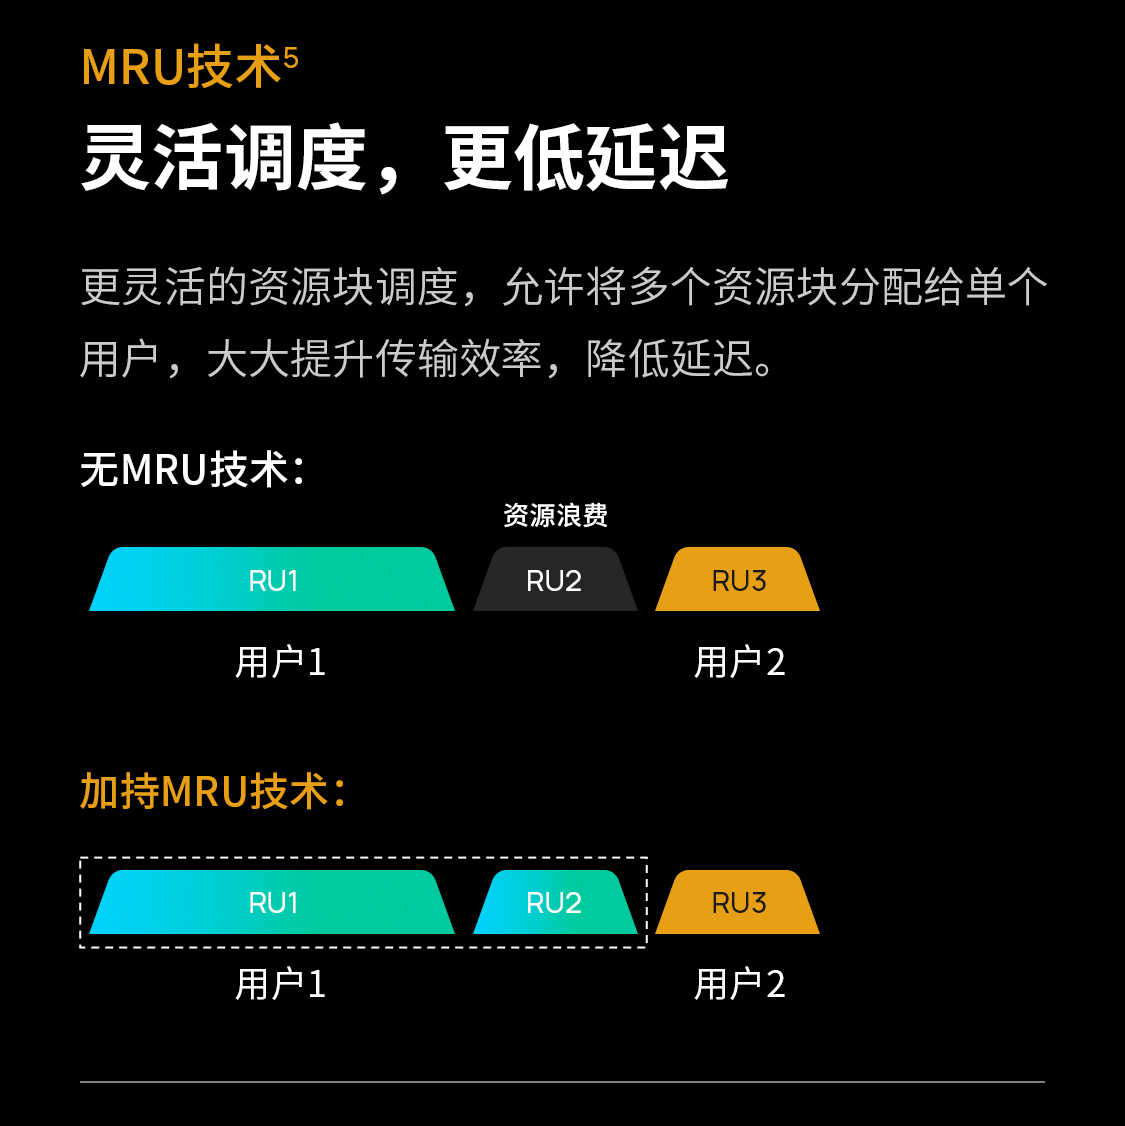 MRU技术5
灵活调度，更低延迟
更灵活的资源块调度，允许将多个资源块分配给单个
用户，大大提升传输效率，降低延迟。
无MRU技术：
资源浪费
RU1 RU2 RU3
用户1 用户2
加持MRU技术：
RU1 RU2 RU3
用户1 用户2